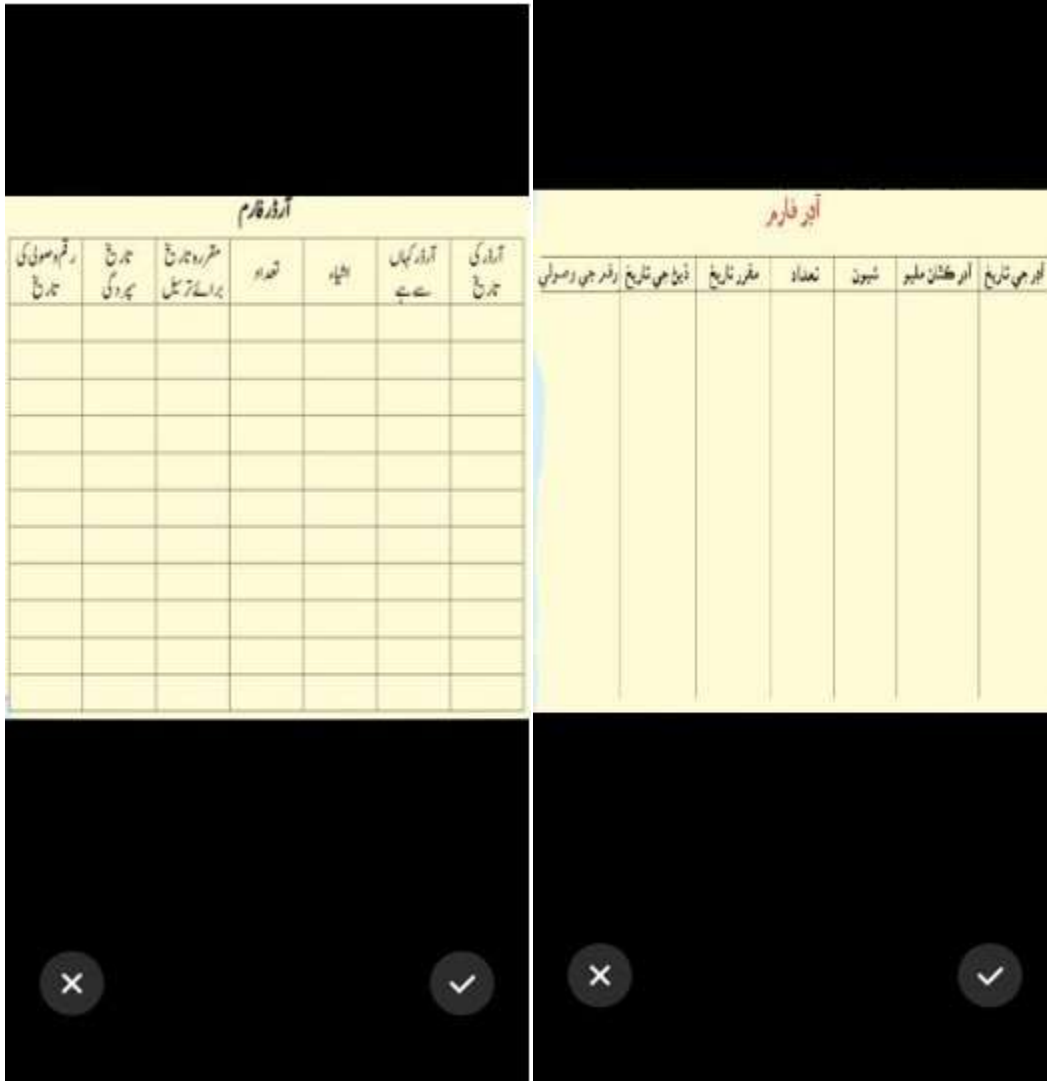 آرڈر فارم
آرڈر کی تاریخ
آرڈر کہاں سے ہے
اشیاء
تعداد
مقررہ تاریخ برائے ترسیل
تاریخ سپردگی
رقم وصولی کی تاریخ
آڊر فارم
آڊر جي تاريخ
آڊر ڪٿان مليو
شيون
تعداد
مقرر تاريخ
ڏيڻ جي تاريخ
رقم جي وصولي